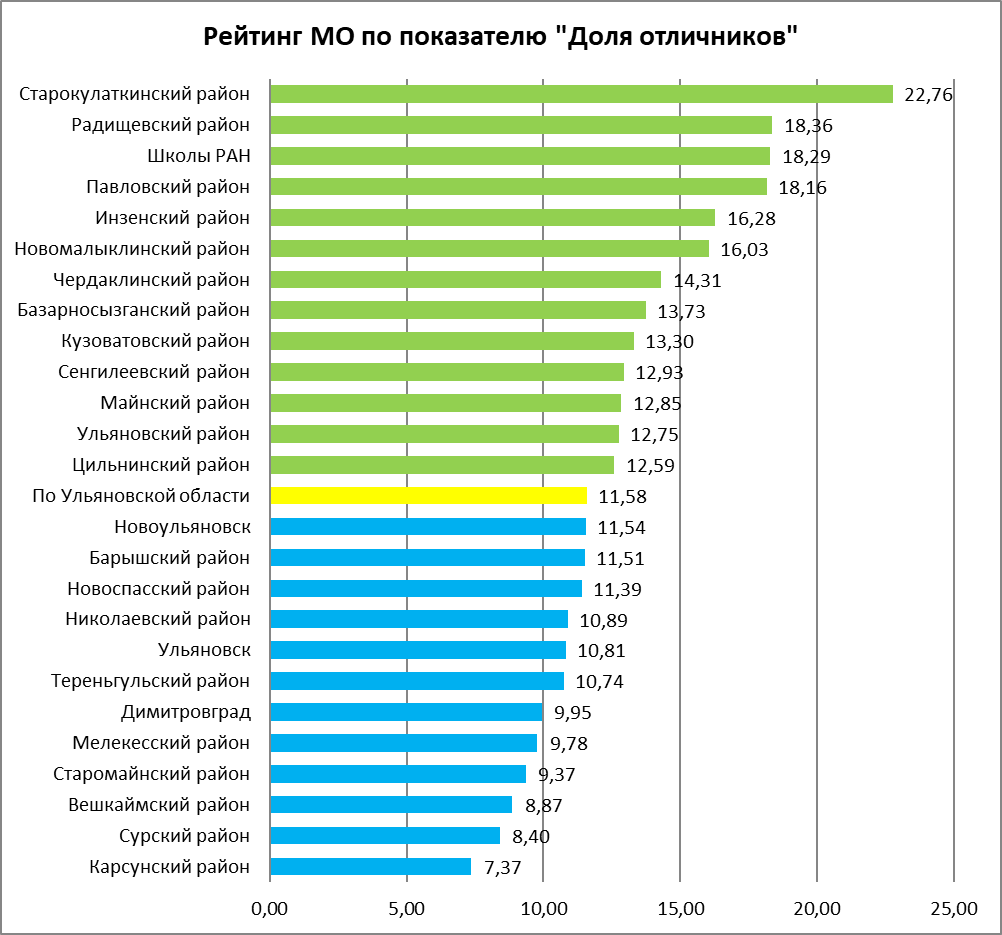 Рейтинг МО по показателю "Доля отличников"
Старокулаткинский район 22,76
Радищевский район 18,36
Школы РАН 18,29
Павловский район 18,16
Инзенский район 16,28
Новомалыклинский район 16,03
Чердаклинский район 14,31
Базарносызганский район 13,73
Кузоватовский район 13,30
Сенгилеевский район 12,93
Майнский район 12,85
Ульяновский район 12,75
Цильнинский район 12,59
По Ульяновской области 11,58
Новоульяновск 11,54
Барышский район 11,51
Новоспасский район 11,39
Николаевский район 10,89
Ульяновск 10,81
Тереньгульский район 10,74
Димитровград 9,95
Мелекесский район 9,78
Старомайнский район 9,37
Вешкаймский район 8,87
Сурский район 8,40
Карсунский район 7,37
0,00 5,00 10,00 15,00 20,00 25,00